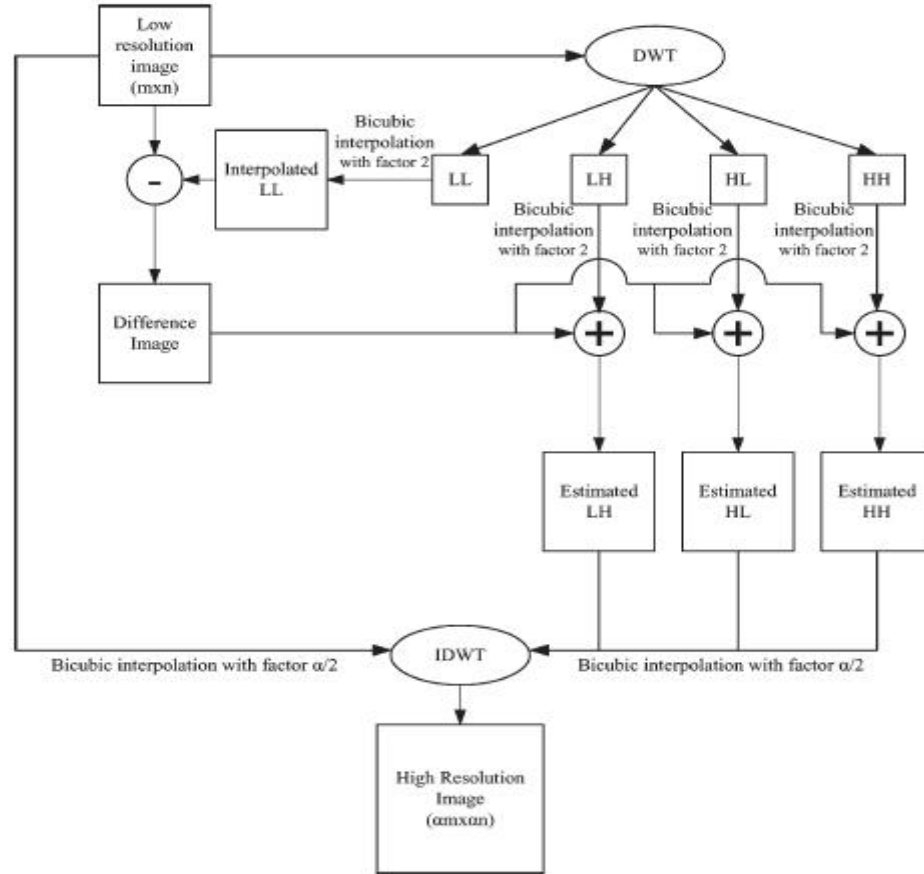 Low
resolution
image
(mxn)
DWT
Bicubic
interpolation
with factor 2
Interpolated
LL
LL
LH
HL
HH
-
Bicubic
interpolation
with factor 2
Bicubic
interpolation
with factor 2
Bicubic
interpolation
with factor 2
Difference
Image
+
+
+
Estimated
LH
Estimated
HL
Estimated
HH
Bicubic interpolation with factor α/2
IDWT
Bicubic interpolation with factor α/2
High Resolution
Image
(αmxαn)